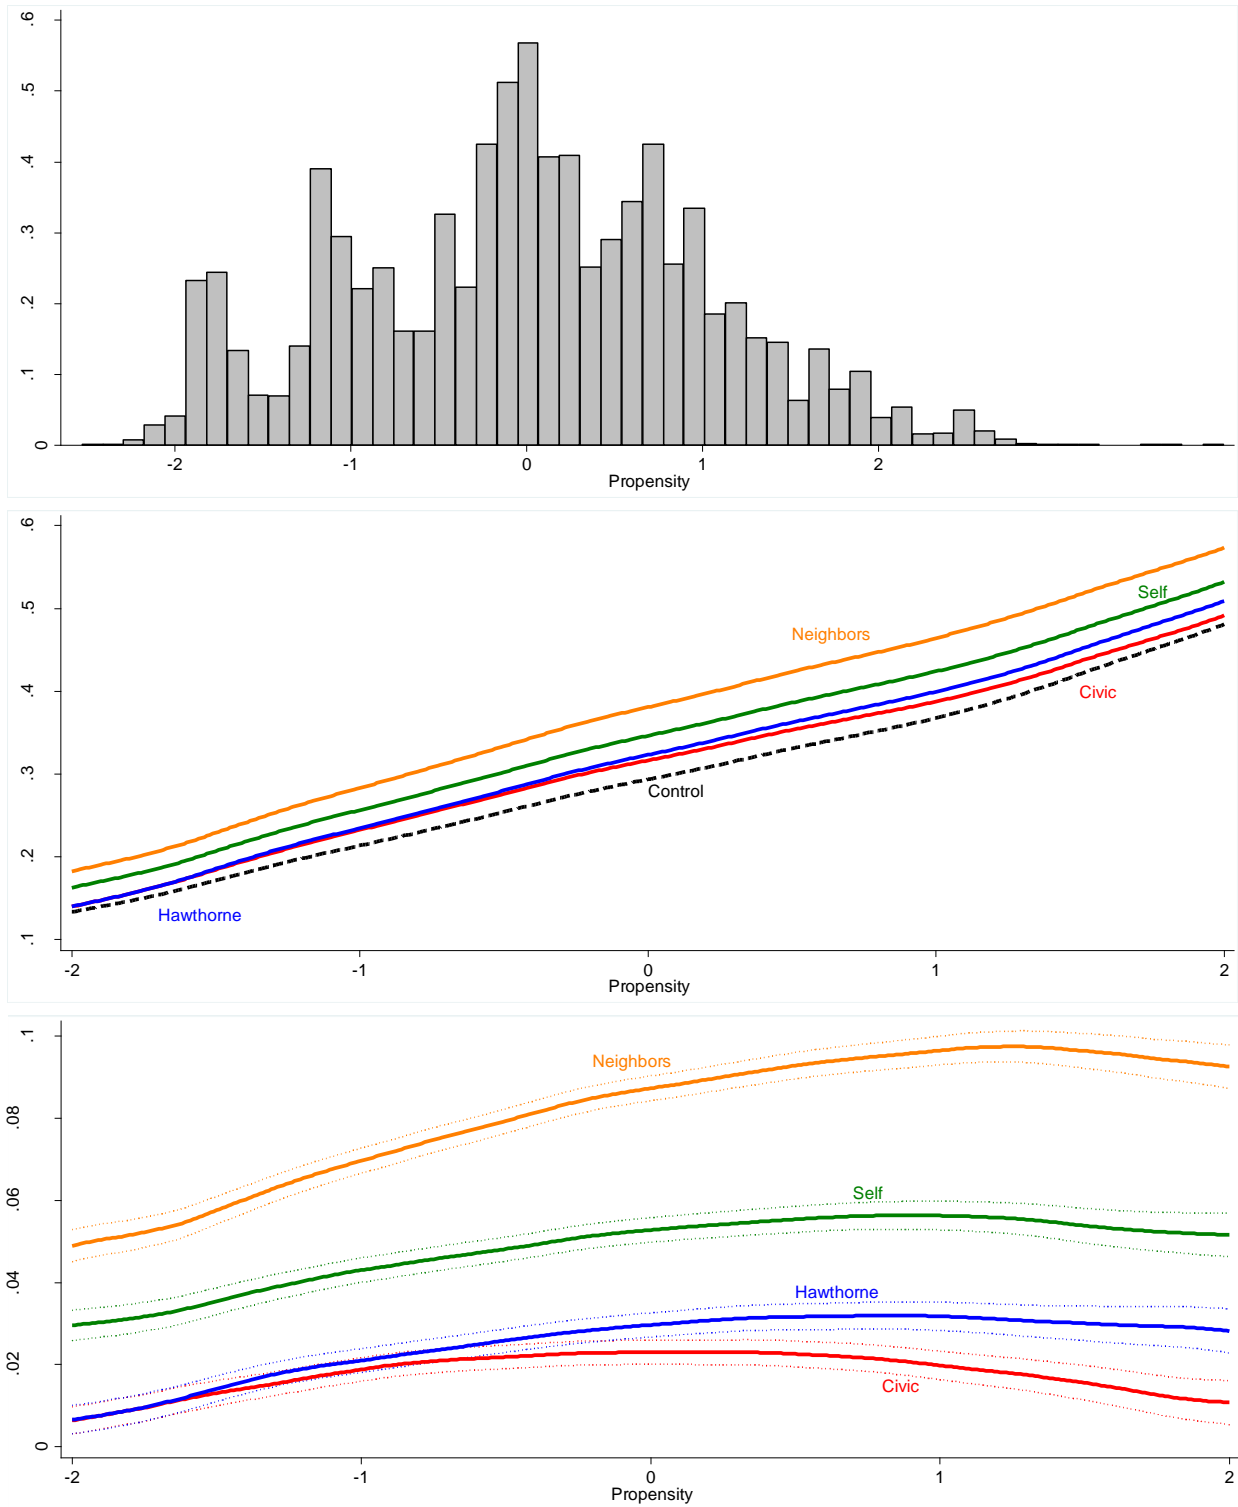 .6
.5
.4
.3
.2
.1
0
-2 -1 0 1 2
Propensity
.6
.5
.4
.3
.2
.1
Neighbors
Self
Civic
Control
Hawthorne
-2 -1 0 1 2
Propensity
.1
.08
.06
.04
.02
0
Neighbors
Self
Hawthorne
Civic
-2 -1 0 1 2
Propensity